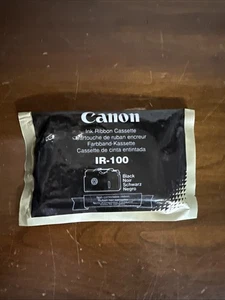 Canon
Ink Ribbon Cassette
Cartouche de ruban encreur
Farbband-Kassette
Cassette de cinta entintada
IR-100
Black
Noir
Schwarz
Negro